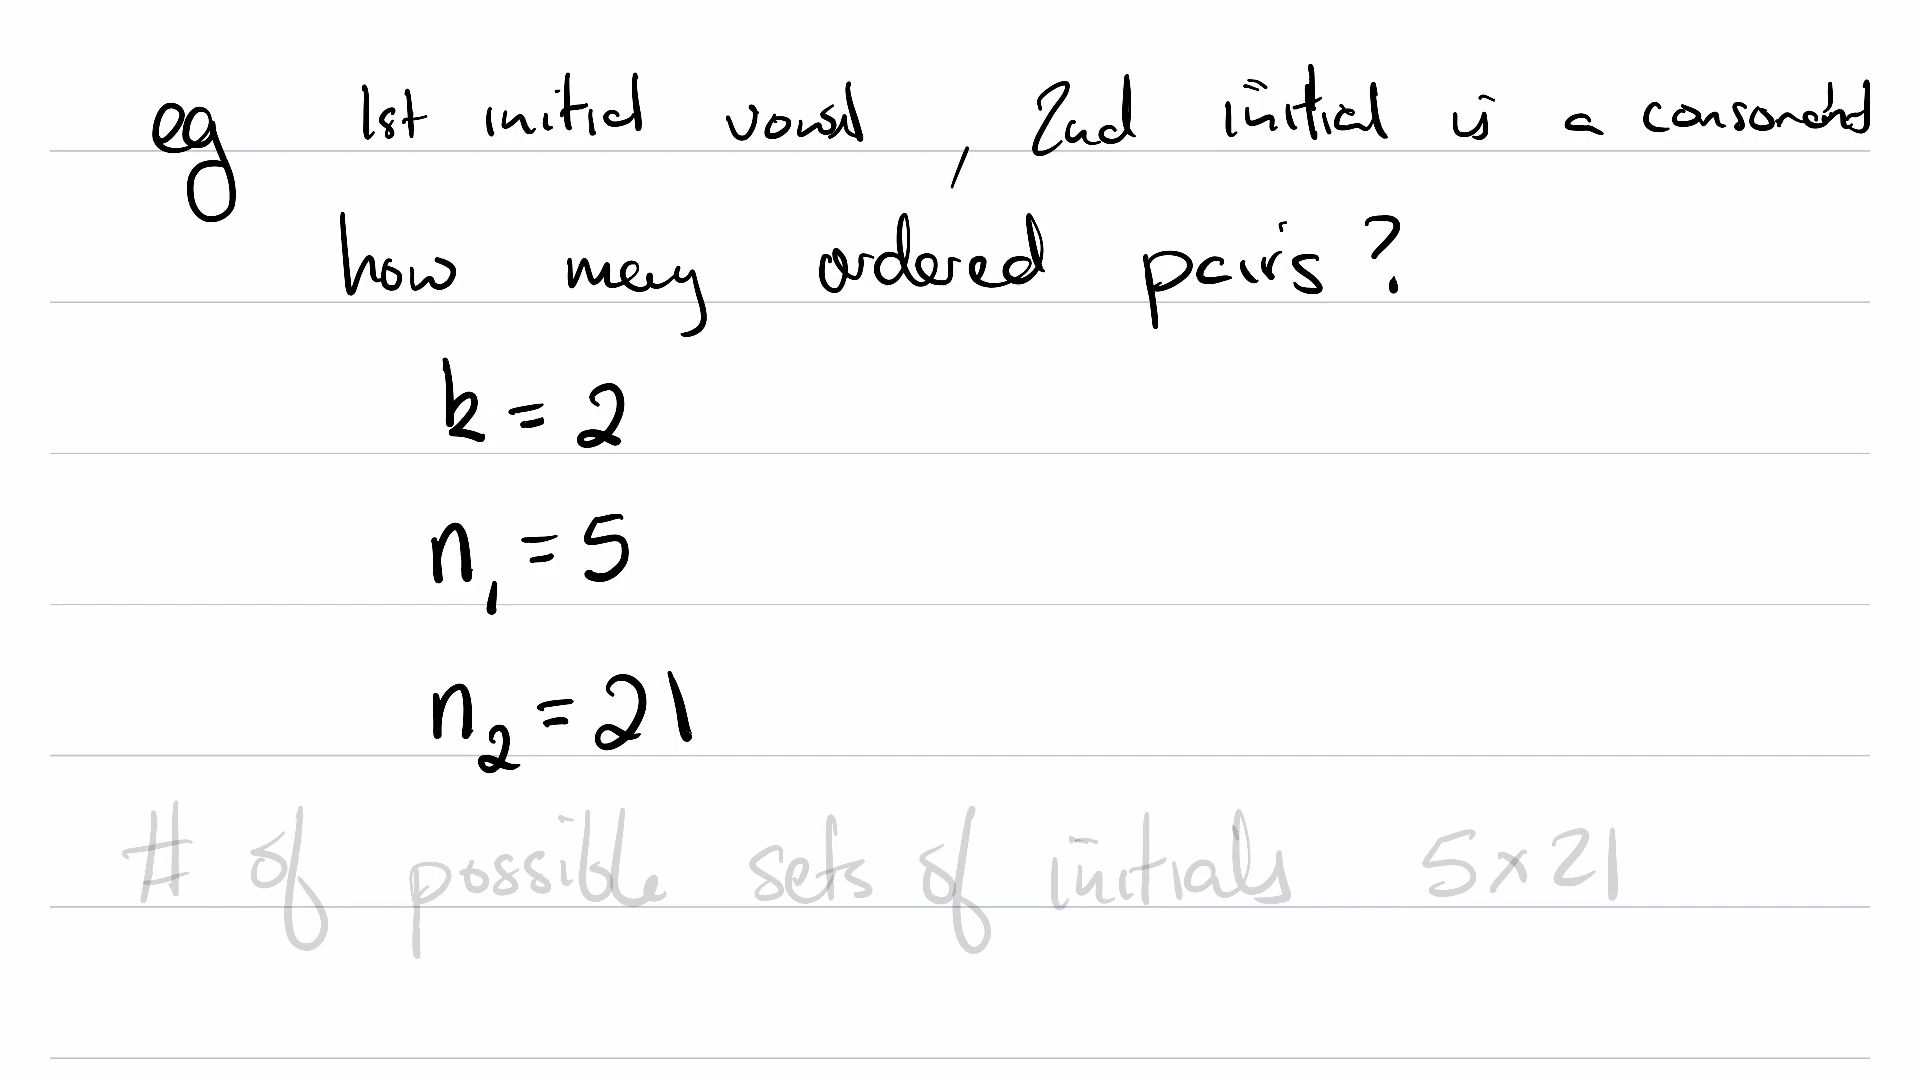 eg 1st initial vowel, 2nd initial is a consonant
how many ordered pairs?
k = 2
n₁ = 5
n₂ = 21
# of possible sets of initials 5×21